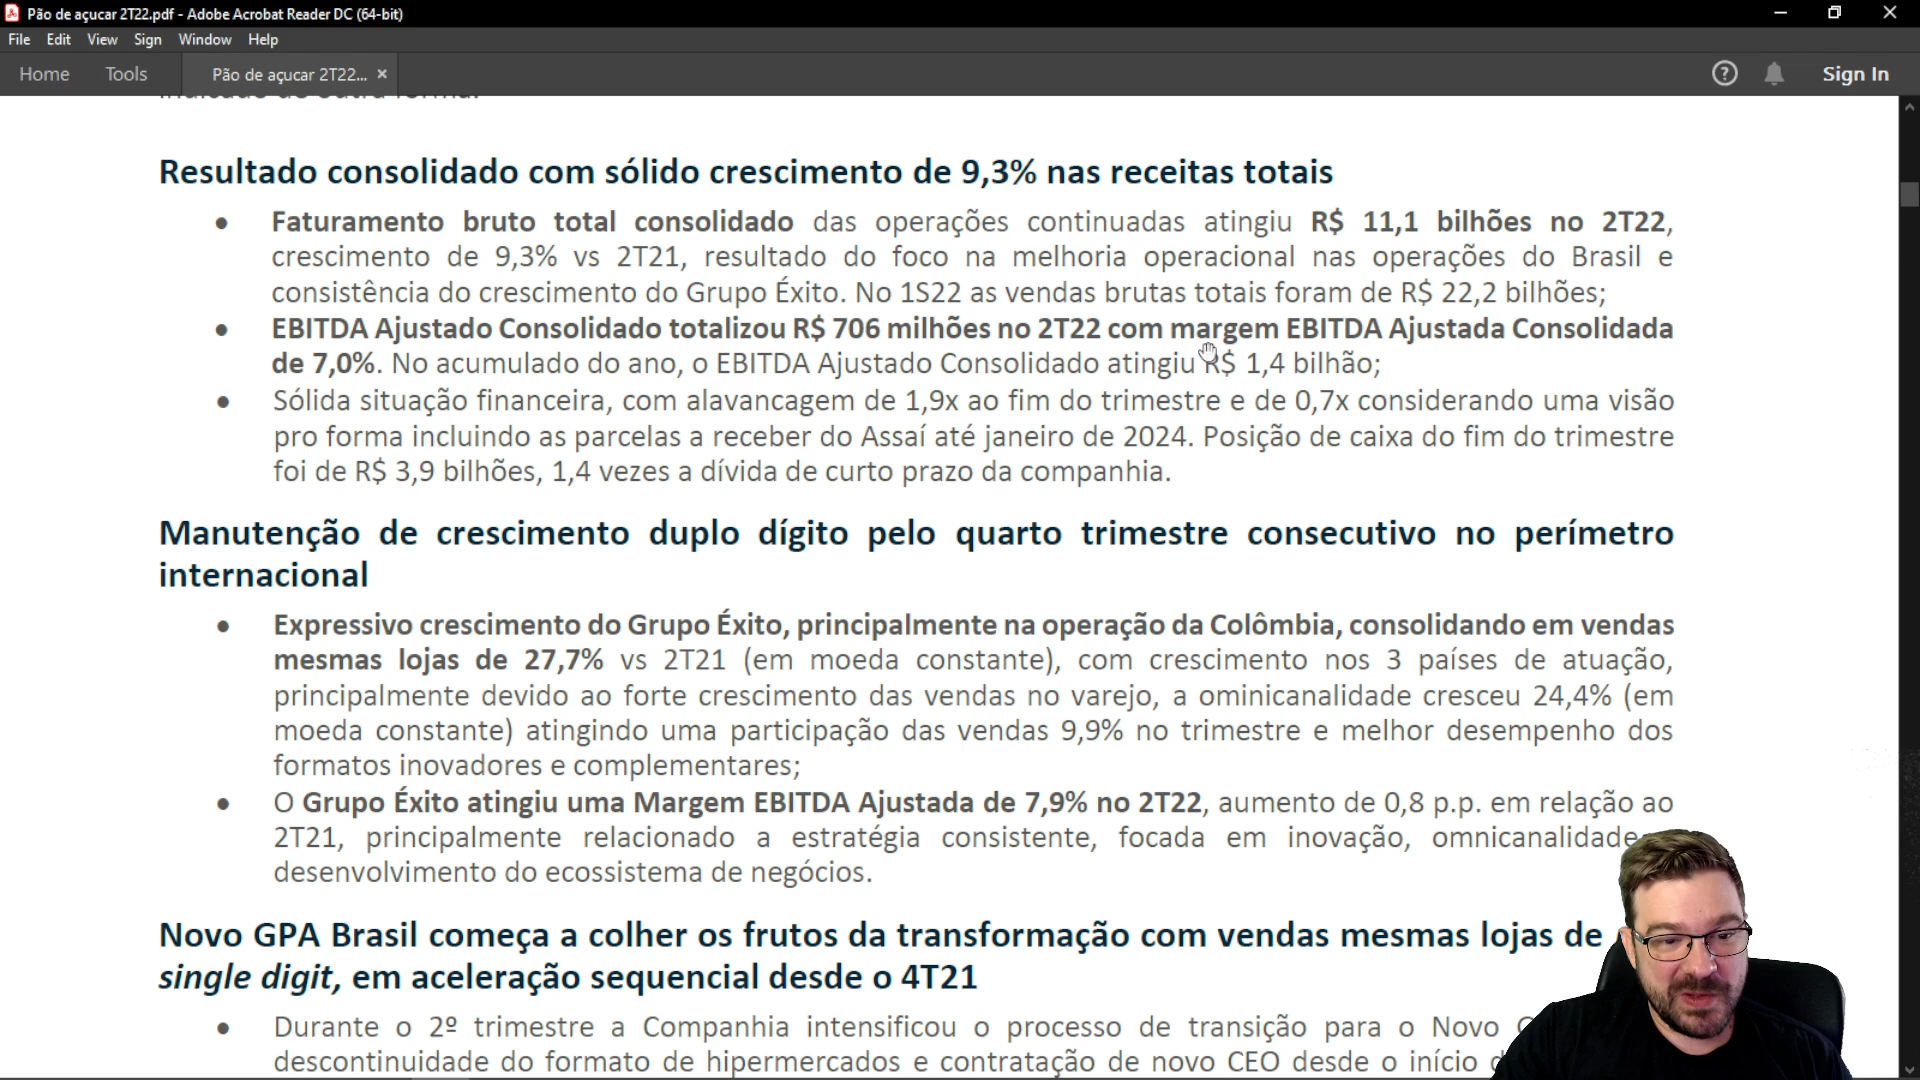 Pão de açucar 2T22.pdf - Adobe Acrobat Reader DC (64-bit)
File Edit View Sign Window Help
Home Tools Pão de açucar 2T22... × Sign In
Resultado consolidado com sólido crescimento de 9,3% nas receitas totais
• Faturamento bruto total consolidado das operações continuadas atingiu R$ 11,1 bilhões no 2T22,
crescimento de 9,3% vs 2T21, resultado do foco na melhoria operacional nas operações do Brasil e
consistência do crescimento do Grupo Éxito. No 1S22 as vendas brutas totais foram de R$ 22,2 bilhões;
• EBITDA Ajustado Consolidado totalizou R$ 706 milhões no 2T22 com margem EBITDA Ajustada Consolidada
de 7,0%. No acumulado do ano, o EBITDA Ajustado Consolidado atingiu R$ 1,4 bilhão;
• Sólida situação financeira, com alavancagem de 1,9x ao fim do trimestre e de 0,7x considerando uma visão
pro forma incluindo as parcelas a receber do Assaí até janeiro de 2024. Posição de caixa do fim do trimestre
foi de R$ 3,9 bilhões, 1,4 vezes a dívida de curto prazo da companhia.
Manutenção de crescimento duplo dígito pelo quarto trimestre consecutivo no perímetro
internacional
• Expressivo crescimento do Grupo Éxito, principalmente na operação da Colômbia, consolidando em vendas
mesmas lojas de 27,7% vs 2T21 (em moeda constante), com crescimento nos 3 países de atuação,
principalmente devido ao forte crescimento das vendas no varejo, a ominicanalidade cresceu 24,4% (em
moeda constante) atingindo uma participação das vendas 9,9% no trimestre e melhor desempenho dos
formatos inovadores e complementares;
• O Grupo Éxito atingiu uma Margem EBITDA Ajustada de 7,9% no 2T22, aumento de 0,8 p.p. em relação ao
2T21, principalmente relacionado a estratégia consistente, focada em inovação, omnicanalidade
desenvolvimento do ecossistema de negócios.
Novo GPA Brasil começa a colher os frutos da transformação com vendas mesmas lojas de
single digit, em aceleração sequencial desde o 4T21
• Durante o 2º trimestre a Companhia intensificou o processo de transição para o Novo
descontinuidade do formato de hipermercados e contratação de novo CEO desde o início